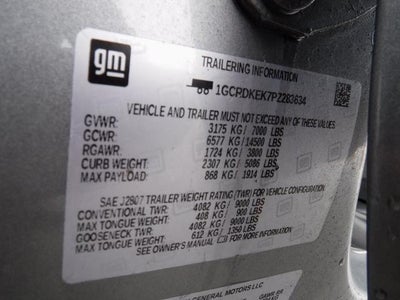 gm
TRAILERING INFORMATION
1GCRDKEK7PZ283634
VEHICLE AND TRAILER MUST NOT EXCEED ANY OF THESE:
GVWR: 3175 KG/ 7000 LBS
GCWR: 6577 KG/14500 LBS
RGAWR: 1724 KG/ 3800 LBS
CURB WEIGHT: 2307 KG/ 5086 LBS
MAX PAYLOAD: 868 KG/ 1914 LBS
SAE J2807 TRAILER WEIGHT RATING (TWR) FOR VEHICLE CONFIGURATION
CONVENTIONAL TWR: 4082 KG/ 9000 LBS
MAX TONGUE WEIGHT: 408 KG/ 900 LBS
GOOSENECK TWR: 4082 KG/ 9000 LBS
MAX TONGUE WEIGHT: 612 KG/ 1350 LBS
SEE OWNER'S MANUAL FOR MORE INFORMATION
GENERAL MOTORS LLC